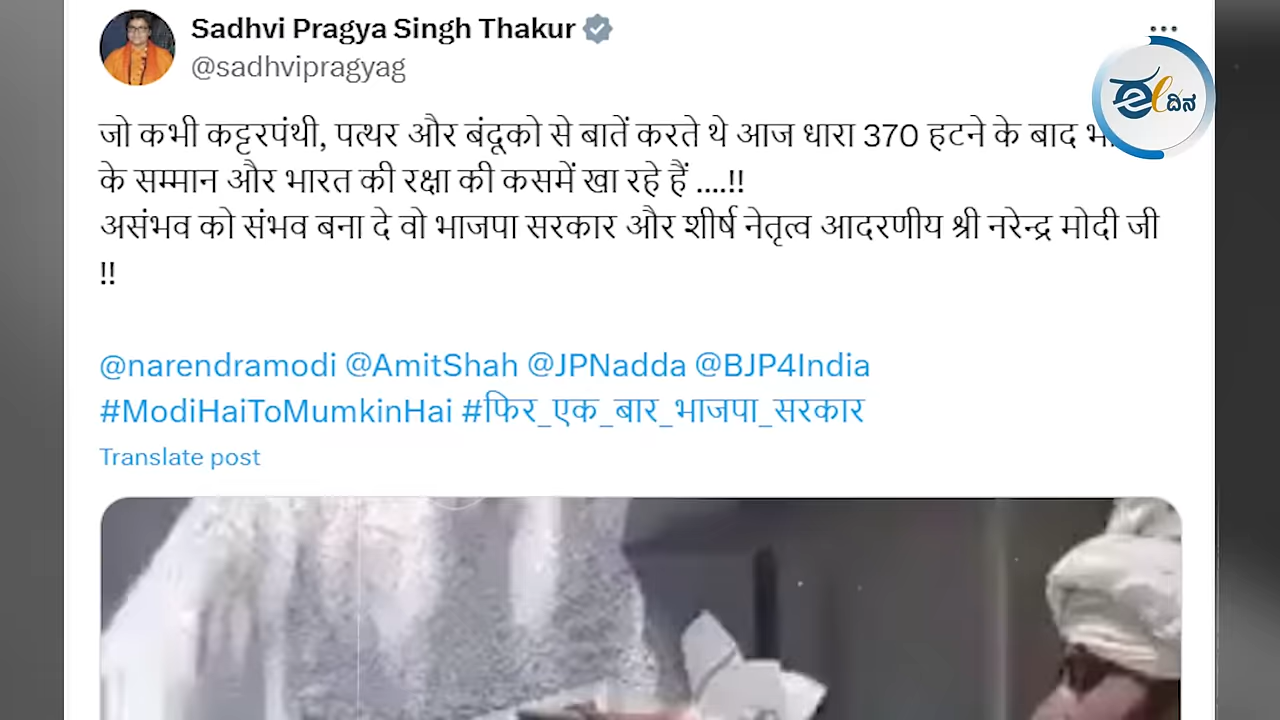 Sadhvi Pragya Singh Thakur
@sadhvipragyag
ಈ ದಿನ
जो कभी कट्टरपंथी, पत्थर और बंदूको से बातें करते थे आज धारा 370 हटने के बाद
के सम्मान और भारत की रक्षा की कसमें खा रहे हैं ....!!
असंभव को संभव बना दे वो भाजपा सरकार और शीर्ष नेतृत्व आदरणीय श्री नरेन्द्र मोदी जी
!!
@narendramodi @AmitShah @JPNadda @BJP4India
#ModiHaiToMumkinHai #फिर_एक_बार_भाजपा_सरकार
Translate post